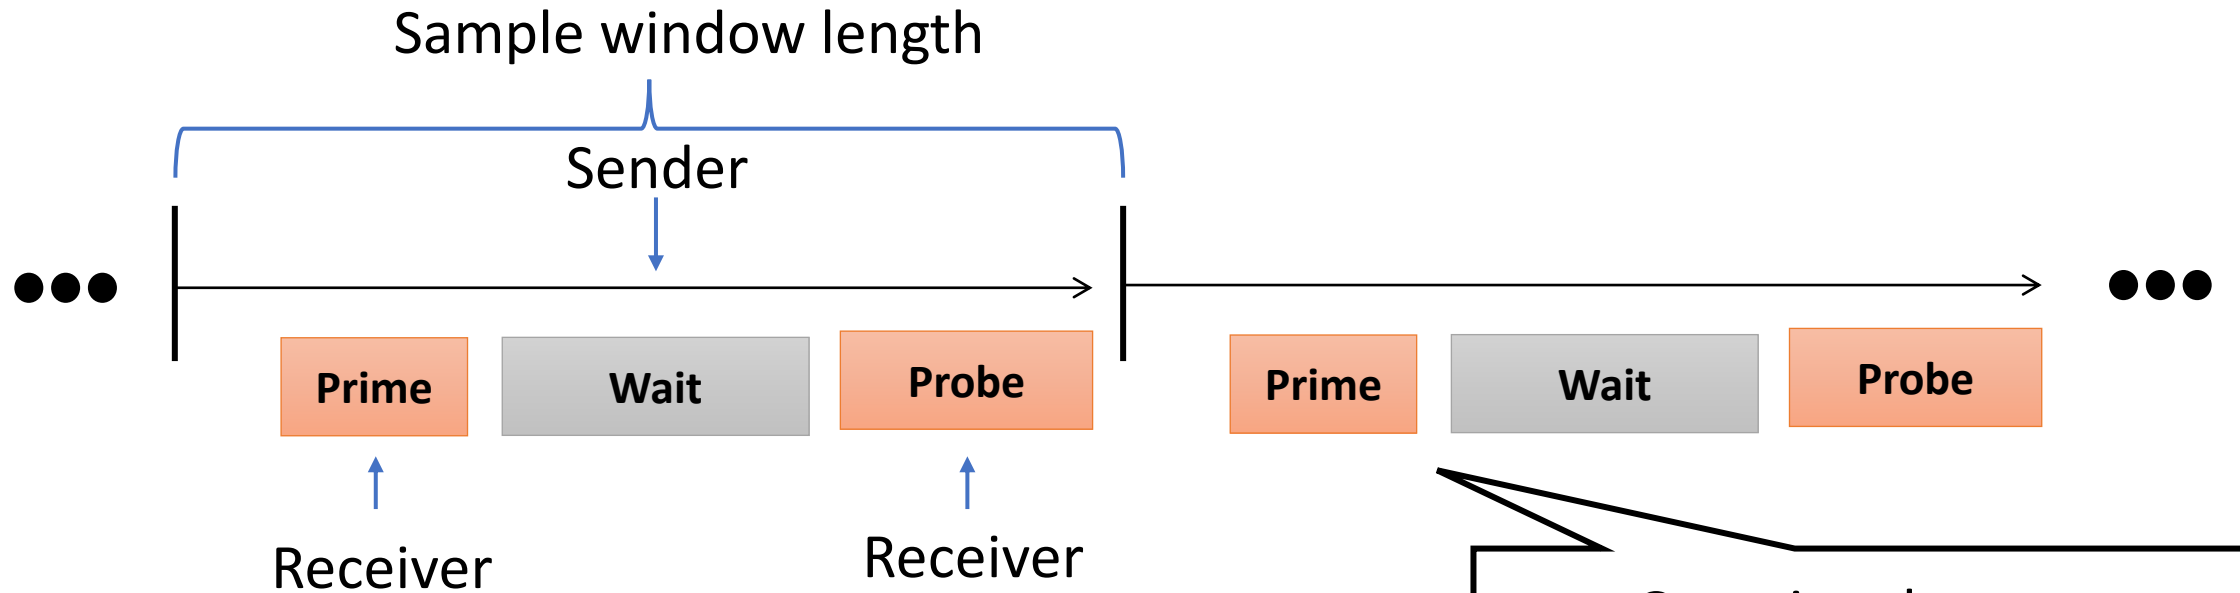 Sample window length
Sender
Prime
Wait
Probe
Prime
Wait
Probe
Receiver
Receiver